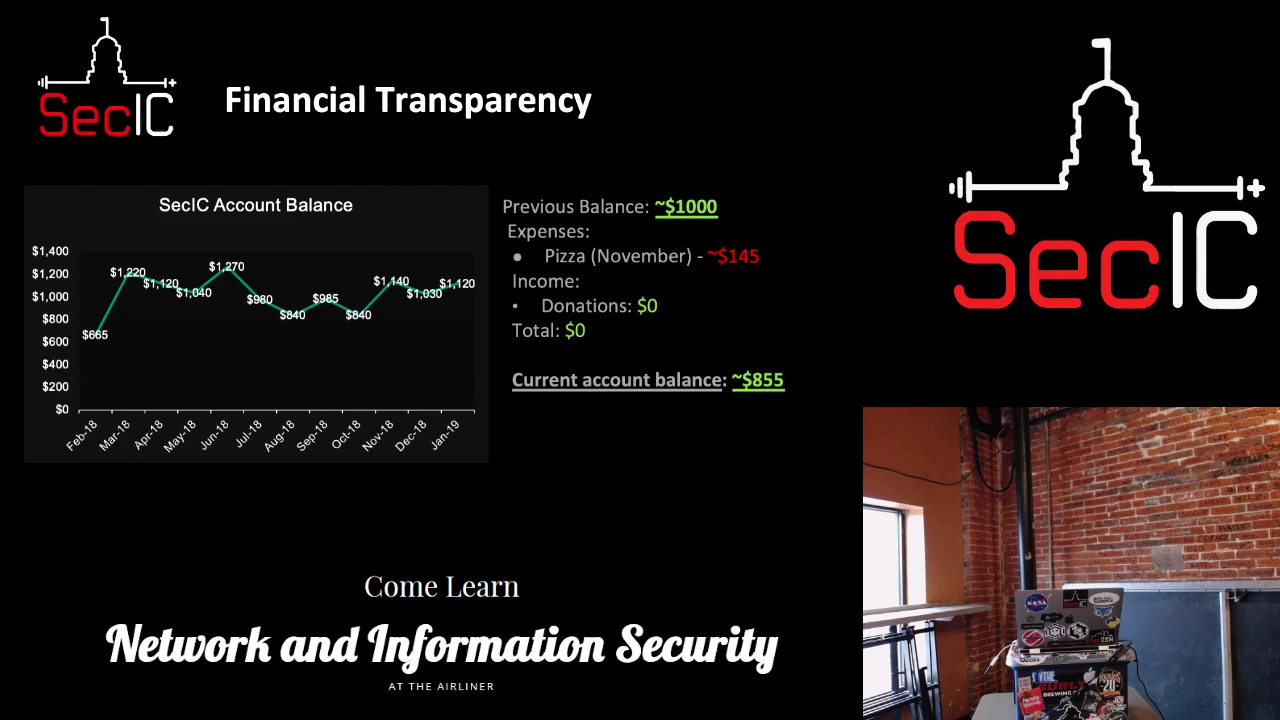 SecIC
Financial Transparency
SecIC
SecIC Account Balance
$1,400
$1,200
$1,000
$800
$600
$400
$200
$0
$665
$1,220
$1,120
$1,040
$1,270
$980
$840
$985
$840
$1,140
$1,030
$1,120
Feb-18
Mar-18
Apr-18
May-18
Jun-18
Jul-18
Aug-18
Sep-18
Oct-18
Nov-18
Dec-18
Jan-19
Previous Balance: ~$1000
Expenses:
● Pizza (November) - ~$145
Income:
• Donations: $0
Total: $0
Current account balance: ~$855
Come Learn
Network and Information Security
AT THE AIRLINER
NASA
SecIC
SURLY
BREWING